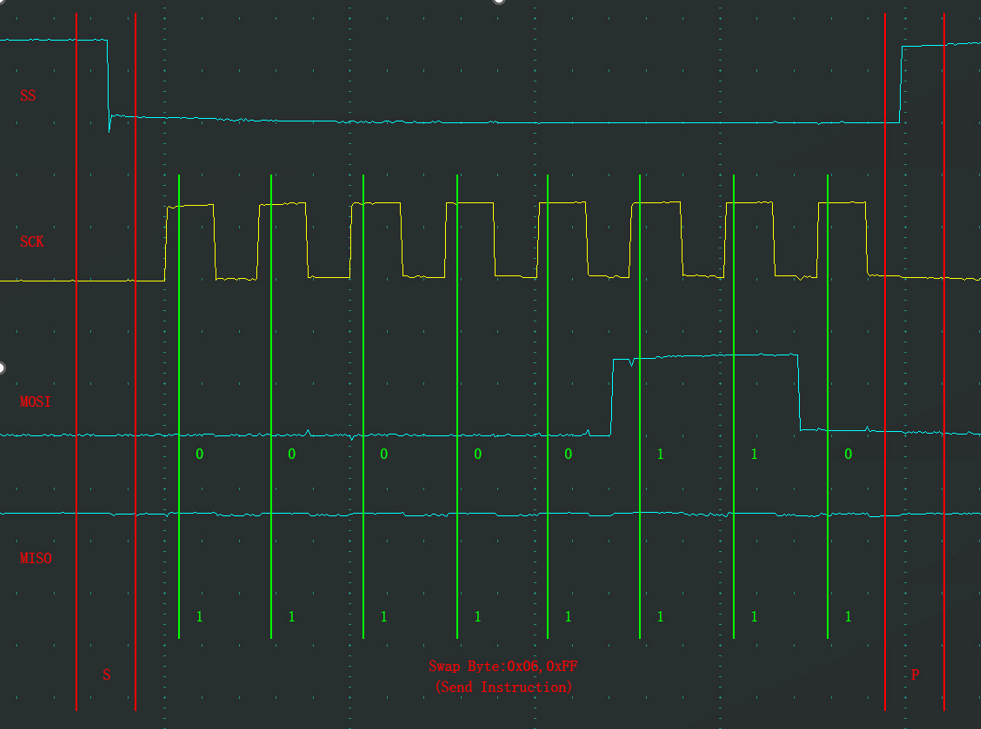 SS
SCK
MOSI
0 0 0 0 0 1 1 0
MISO
1 1 1 1 1 1 1 1
S
Swap Byte:0x06,0xFF
(Send Instruction)
P